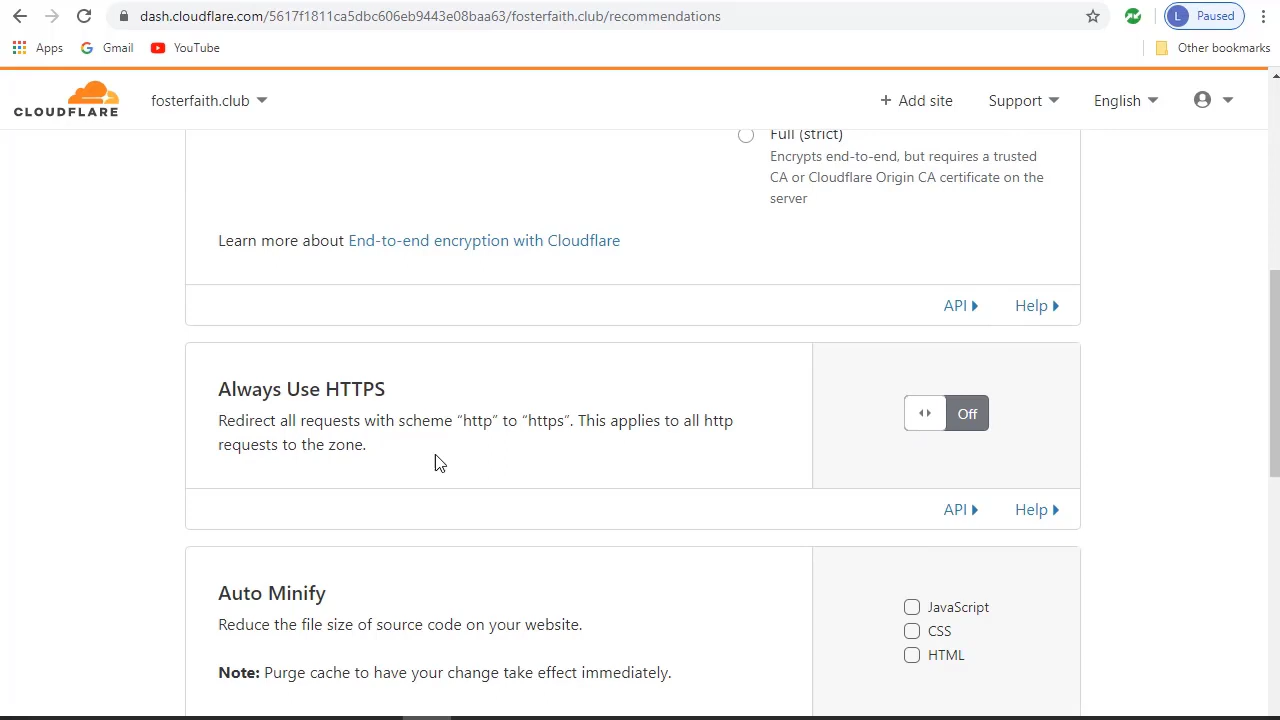 dash.cloudflare.com/5617f1811ca5dbc606eb9f43e08baa63/fosterfaith.club/recommendations
L Paused
Apps
G Gmail
YouTube
Other bookmarks
CLOUDFLARE
fosterfaith.club
+ Add site
Support
English
Full (strict)
Encrypts end-to-end, but requires a trusted
CA or Cloudflare Origin CA certificate on the
server
Learn more about End-to-end encryption with Cloudflare
API
Help
Always Use HTTPS
Redirect all requests with scheme “http” to “https”. This applies to all http
requests to the zone.
Off
API
Help
Auto Minify
Reduce the file size of source code on your website.
Note: Purge cache to have your change take effect immediately.
JavaScript
CSS
HTML